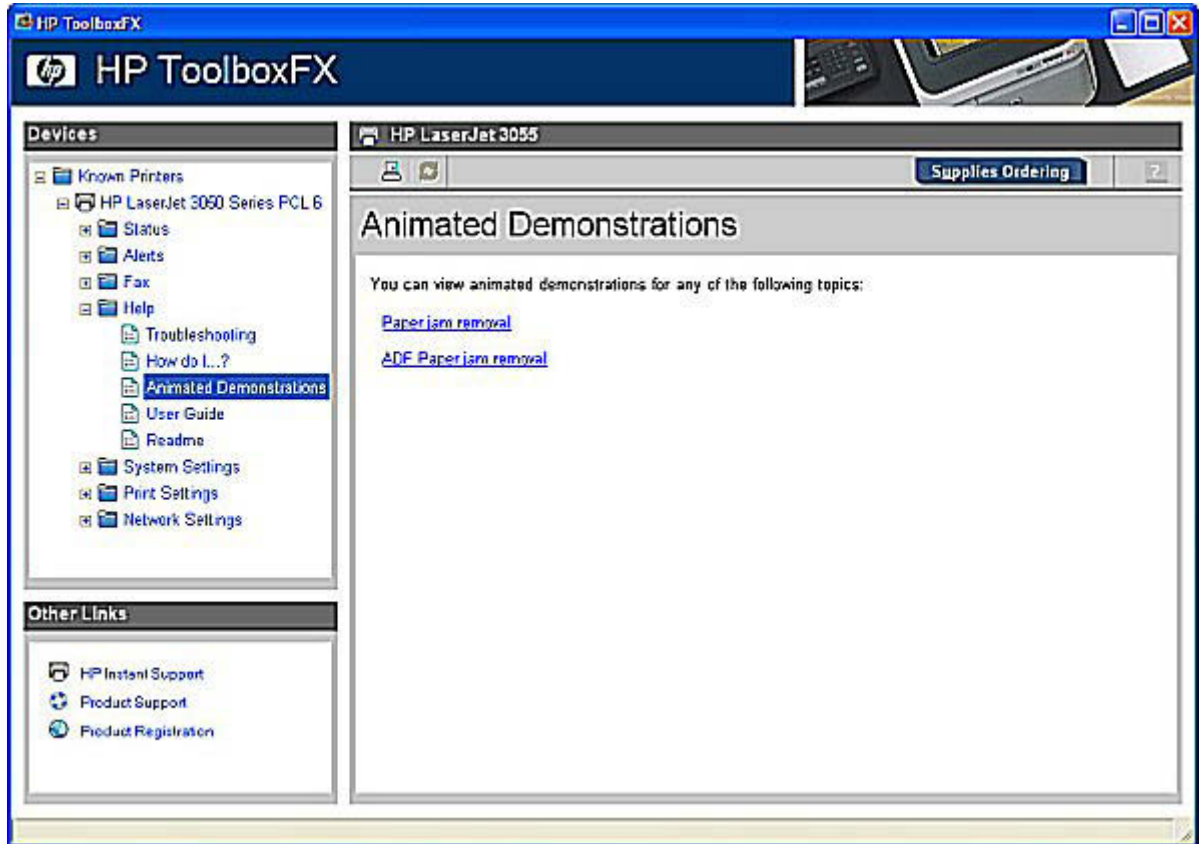 HP ToolboxFX
hp HP ToolboxFX
Devices
Known Printers
HP LaserJet 3050 Series PCL 6
Status
Alerts
Fax
Help
Troubleshooting
How do I...?
Animated Demonstrations
User Guide
Readme
System Settings
Print Settings
Network Settings
Other Links
HP Instant Support
Product Support
Product Registration
HP LaserJet 3055
Supplies Ordering
?
Animated Demonstrations
You can view animated demonstrations for any of the following topics:
Paper jam removal
ADF Paper jam removal